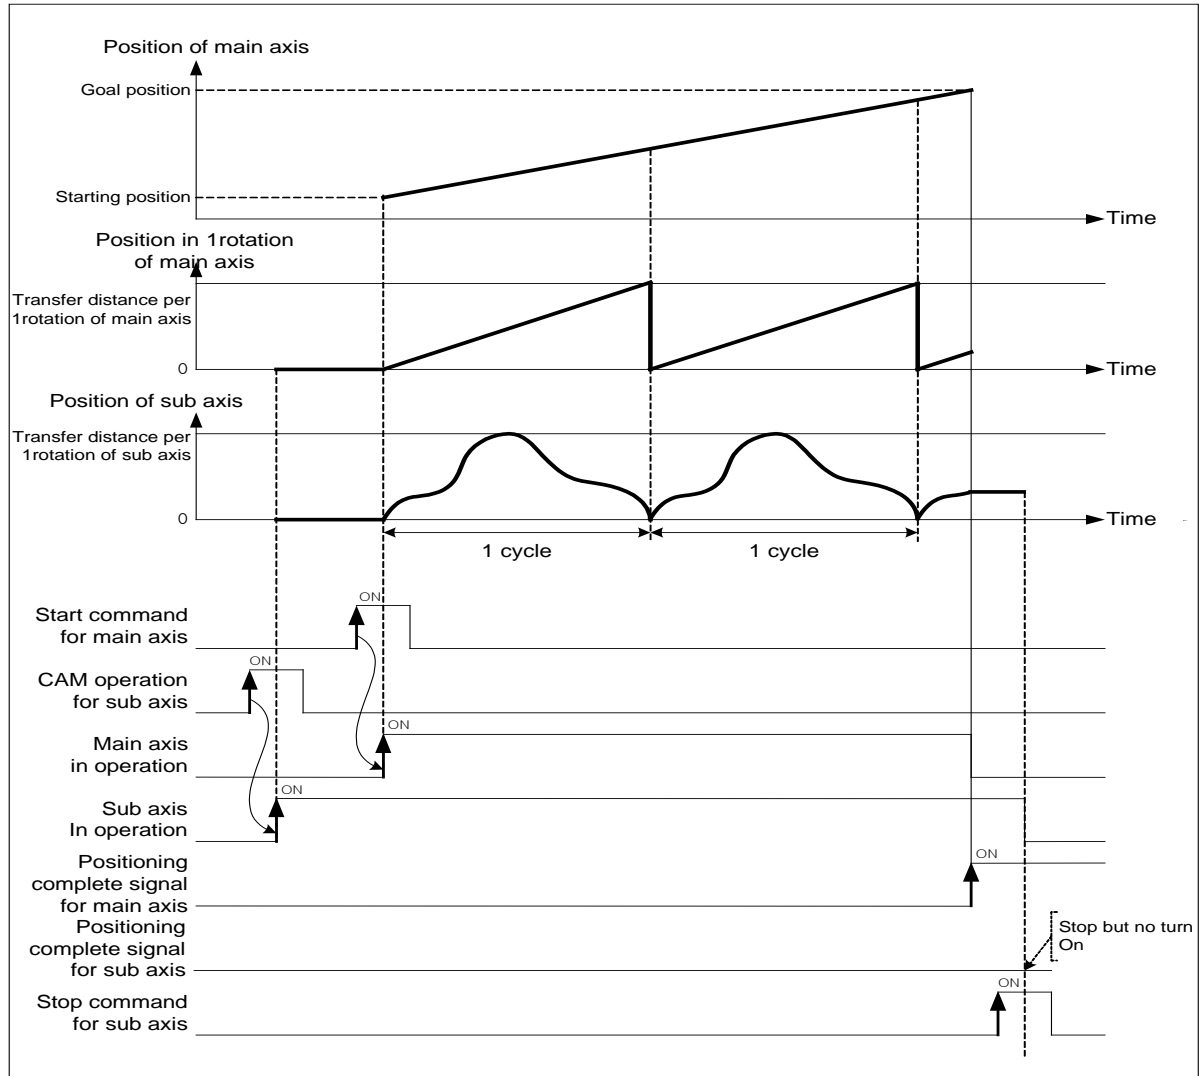 Position of main axis
Goal position
Starting position
Time
Position in 1rotation
of main axis
Transfer distance per
1rotation of main axis
0
Time
Position of sub axis
Transfer distance per
1rotation of sub axis
0
Time
1 cycle
1 cycle
ON
Start command
for main axis
ON
CAM operation
for sub axis
ON
Main axis
in operation
ON
Sub axis
In operation
ON
Positioning
complete signal
for main axis
Positioning
complete signal
for sub axis
Stop but no turn
On
ON
Stop command
for sub axis